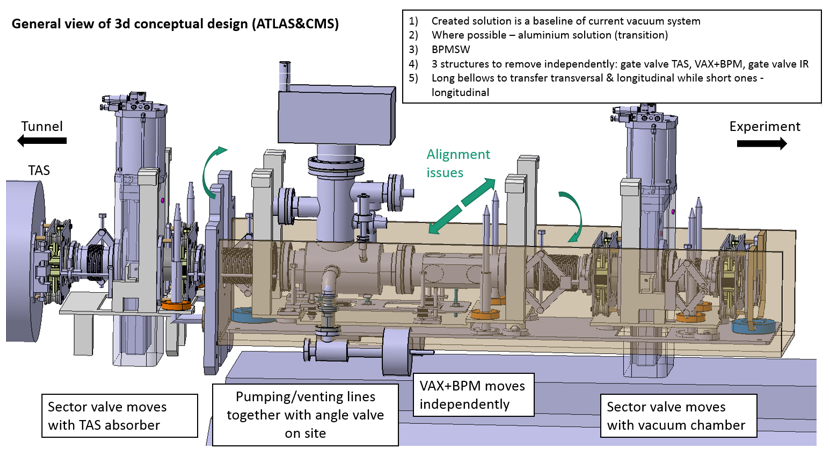 General view of 3d conceptual design (ATLAS&CMS)
1) Created solution is a baseline of current vacuum system
2) Where possible – aluminium solution (transition)
3) BPMSW
4) 3 structures to remove independently: gate valve TAS, VAX+BPM, gate valve IR
5) Long bellows to transfer transversal & longitudinal while short ones -
longitudinal
Tunnel
Experiment
TAS
Alignment
issues
Sector valve moves
with TAS absorber
Pumping/venting lines
together with angle valve
on site
VAX+BPM moves
independently
Sector valve moves
with vacuum chamber